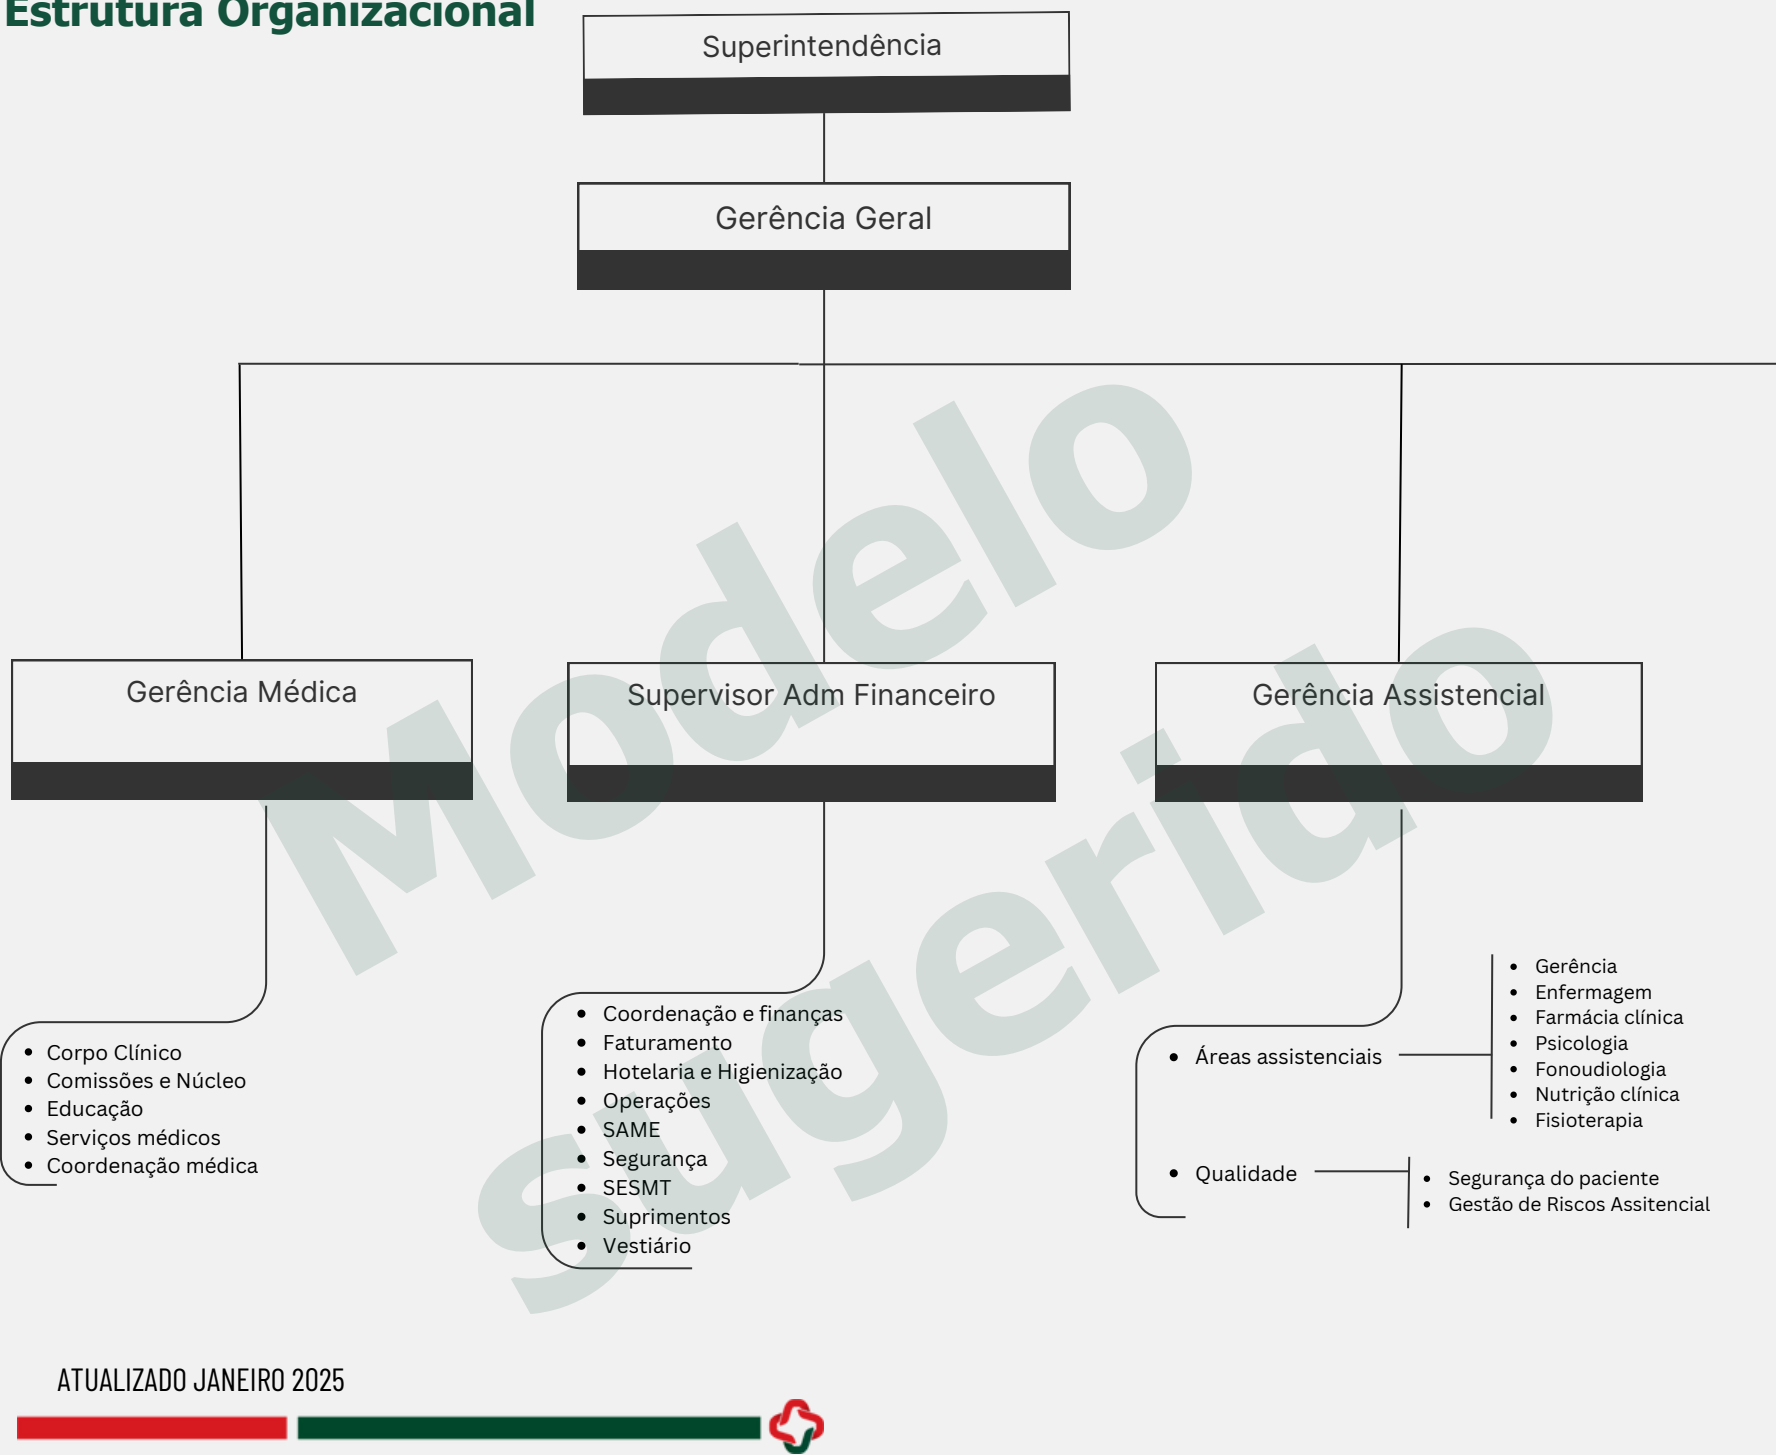 Estrutura Organizacional
Superintendência
Gerência Geral
Gerência Médica
Supervisor Adm Financeiro
Gerência Assistencial
Corpo Clínico
Comissões e Núcleo
Educação
Serviços médicos
Coordenação médica
Coordenação e finanças
Faturamento
Hotelaria e Higienização
Operações
SAME
Segurança
SESMT
Suprimentos
Vestiário
Áreas assistenciais
Gerência
Enfermagem
Farmácia clínica
Psicologia
Fonoudiologia
Nutrição clínica
Fisioterapia
Qualidade
Segurança do paciente
Gestão de Riscos Assitencial
Modelo
sugerido
ATUALIZADO JANEIRO 2025